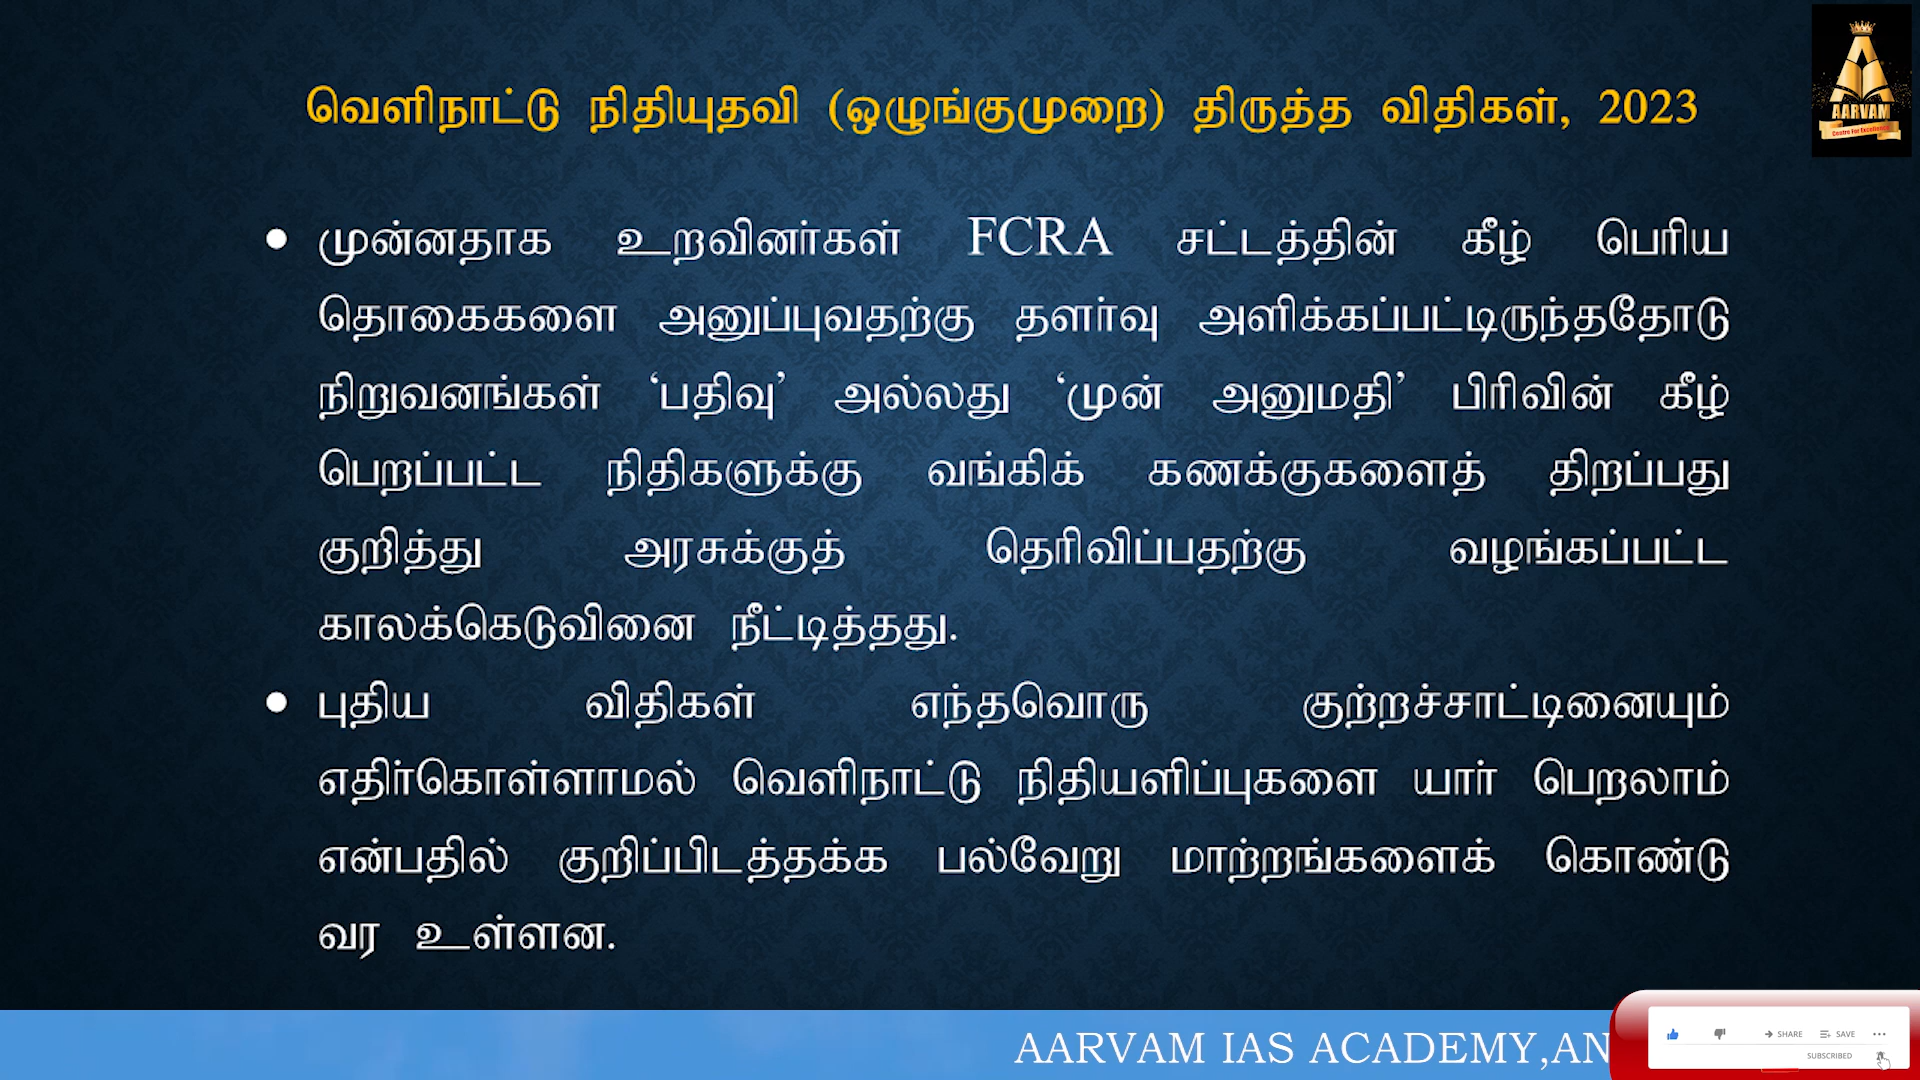 வெளிநாட்டு நிதியுதவி (ஒழுங்குமுறை) திருத்த விதிகள், 2023
AARVAM
Centre For Excellence
• முன்னதாக உறவினர்கள் FCRA சட்டத்தின் கீழ் பெரிய
தொகைகளை அனுப்புவதற்கு தளர்வு அளிக்கப்பட்டிருந்ததோடு
நிறுவனங்கள் ‘பதிவு’ அல்லது ‘முன் அனுமதி’ பிரிவின் கீழ்
பெறப்பட்ட நிதிகளுக்கு வங்கிக் கணக்குகளைத் திறப்பது
குறித்து அரசுக்குத் தெரிவிப்பதற்கு வழங்கப்பட்ட
காலக்கெடுவினை நீட்டித்தது.
• புதிய விதிகள் எந்தவொரு குற்றச்சாட்டினையும்
எதிர்கொள்ளாமல் வெளிநாட்டு நிதியளிப்புகளை யார் பெறலாம்
என்பதில் குறிப்பிடத்தக்க பல்வேறு மாற்றங்களைக் கொண்டு
வர உள்ளன.
AARVAM IAS ACADEMY,AN
SHARE SAVE
SUBSCRIBED